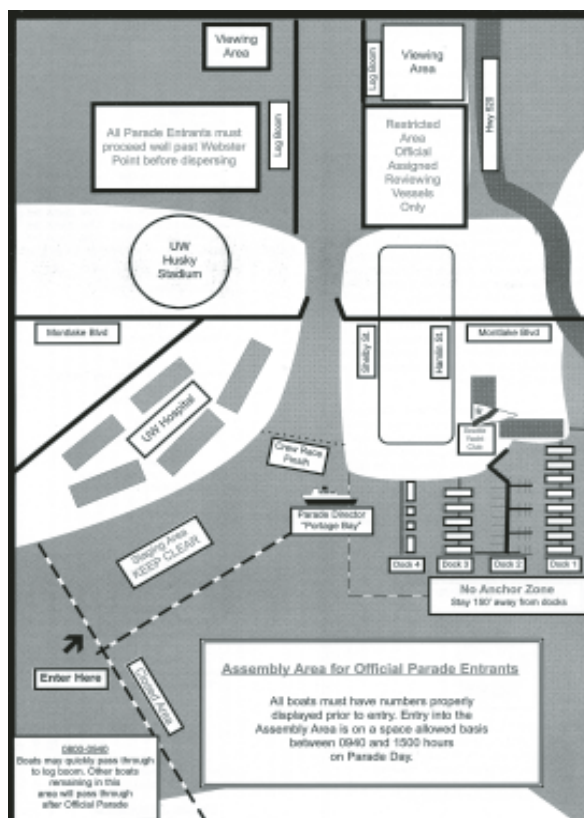 Viewing
Area
Log Boom
Viewing
Area
Hwy 520
All Parade Entrants must
proceed well past Webster
Point before dispersing
Log Boom
Restricted
Area
Official
Assigned
Reviewing
Vessels
Only
UW
Husky
Stadium
Montlake Blvd
Shelby St.
Hamlin St.
Montlake Blvd
UW Hospital
Seattle
Yacht
Club
Crew Race
Finish
Parade Director
"Portage Bay"
Staging Area
KEEP CLEAR
Dock 4
Dock 3
Dock 2
Dock 1
No Anchor Zone
Stay 150' away from docks
Enter Here
Closed Area
Assembly Area for Official Parade Entrants
All boats must have numbers properly
displayed prior to entry. Entry into the
Assembly Area is on a space allowed basis
between 0940 and 1500 hours
on Parade Day.
0800-0940
Boats may quickly pass through
to log boom. Other boats
remaining in this
area will pass through
after Official Parade